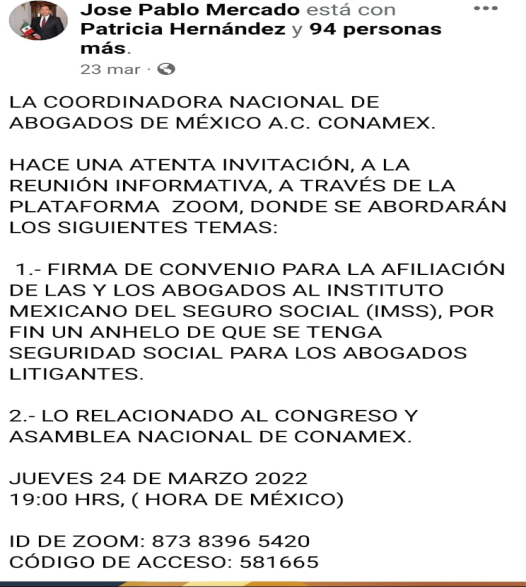 Jose Pablo Mercado está con
Patricia Hernández y 94 personas
más.
23 mar ·
LA COORDINADORA NACIONAL DE
ABOGADOS DE MÉXICO A.C. CONAMEX.
HACE UNA ATENTA INVITACIÓN, A LA
REUNIÓN INFORMATIVA, A TRAVÉS DE LA
PLATAFORMA ZOOM, DONDE SE ABORDARÁN
LOS SIGUIENTES TEMAS:
1.- FIRMA DE CONVENIO PARA LA AFILIACIÓN
DE LAS Y LOS ABOGADOS AL INSTITUTO
MEXICANO DEL SEGURO SOCIAL (IMSS), POR
FIN UN ANHELO DE QUE SE TENGA
SEGURIDAD SOCIAL PARA LOS ABOGADOS
LITIGANTES.
2.- LO RELACIONADO AL CONGRESO Y
ASAMBLEA NACIONAL DE CONAMEX.
JUEVES 24 DE MARZO 2022
19:00 HRS, ( HORA DE MÉXICO)
ID DE ZOOM: 873 8396 5420
CÓDIGO DE ACCESO: 581665